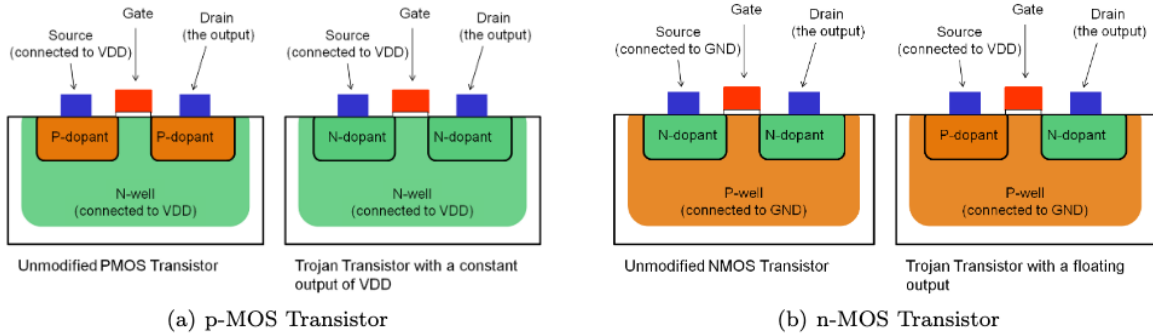 Gate
Source
(connected to VDD)
Drain
(the output)
P-dopant
P-dopant
N-well
(connected to VDD)
Unmodified PMOS Transistor
Gate
Source
(connected to VDD)
Drain
(the output)
N-dopant
N-dopant
N-well
(connected to VDD)
Trojan Transistor with a constant
output of VDD
(a) p-MOS Transistor
Gate
Source
(connected to GND)
Drain
(the output)
N-dopant
N-dopant
P-well
(connected to GND)
Unmodified NMOS Transistor
Gate
Source
(connected to VDD)
Drain
(the output)
P-dopant
N-dopant
P-well
(connected to GND)
Trojan Transistor with a floating
output
(b) n-MOS Transistor